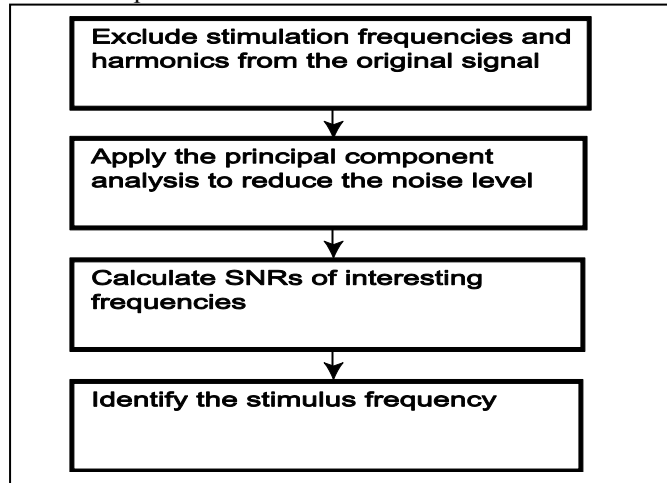 Exclude stimulation frequencies and
harmonics from the original signal
Apply the principal component
analysis to reduce the noise level
Calculate SNRs of interesting
frequencies
Identify the stimulus frequency